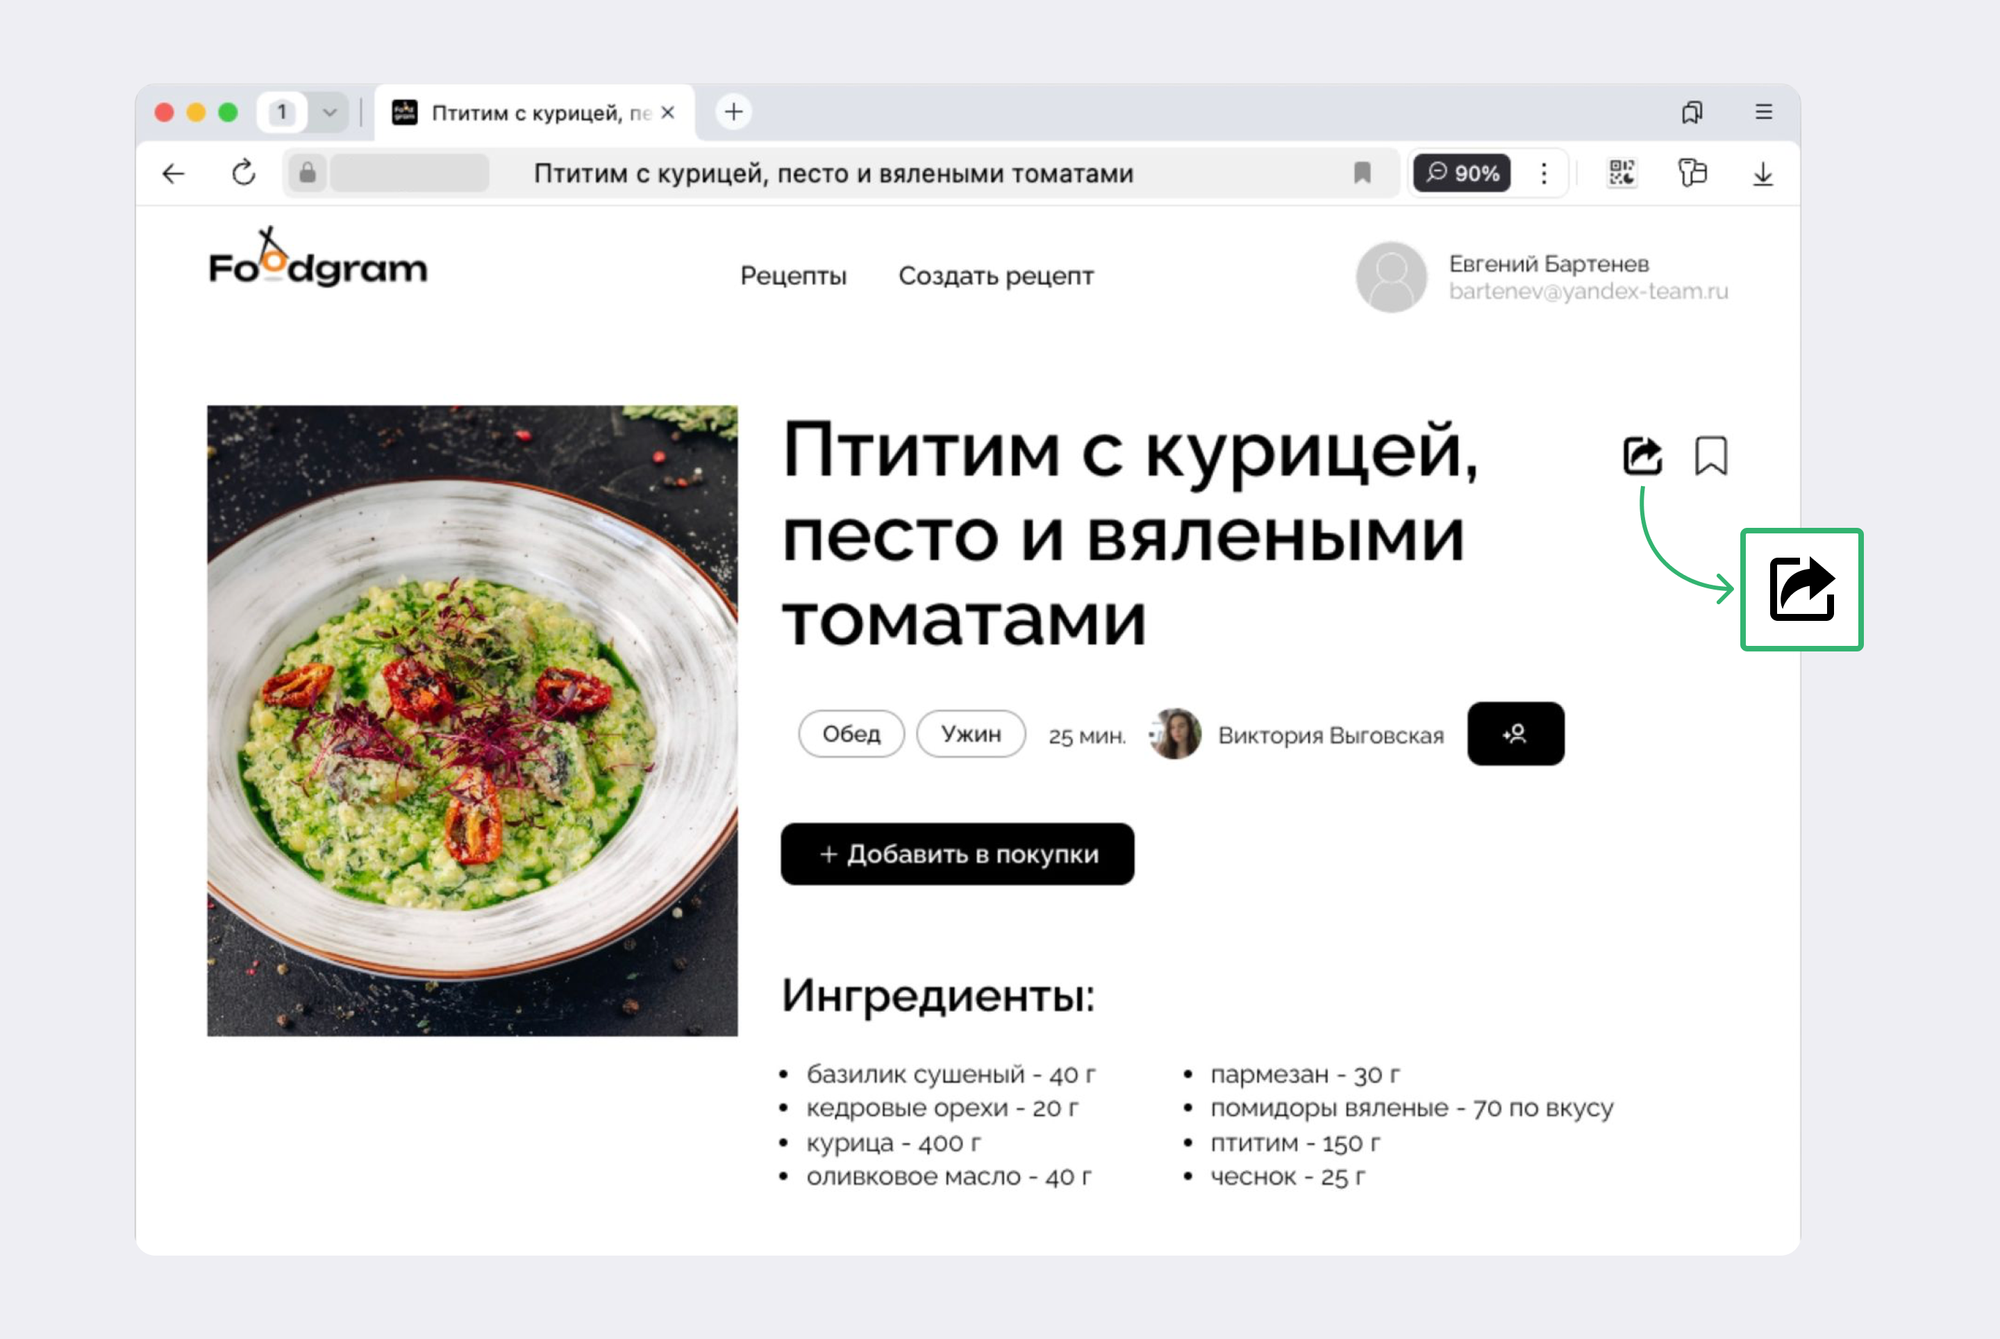 1
Птитим с курицей, пе
Птитим с курицей, песто и вялеными томатами
90%
Foodgram
Рецепты
Создать рецепт
Евгений Бартенев
bartenev@yandex-team.ru
Птитим с курицей,
песто и вялеными
томатами
Обед
Ужин
25 мин.
Виктория Выговская
+ Добавить в покупки
Ингредиенты:
базилик сушеный - 40 г
кедровые орехи - 20 г
курица - 400 г
оливковое масло - 40 г
пармезан - 30 г
помидоры вяленые - 70 по вкусу
птитим - 150 г
чеснок - 25 г